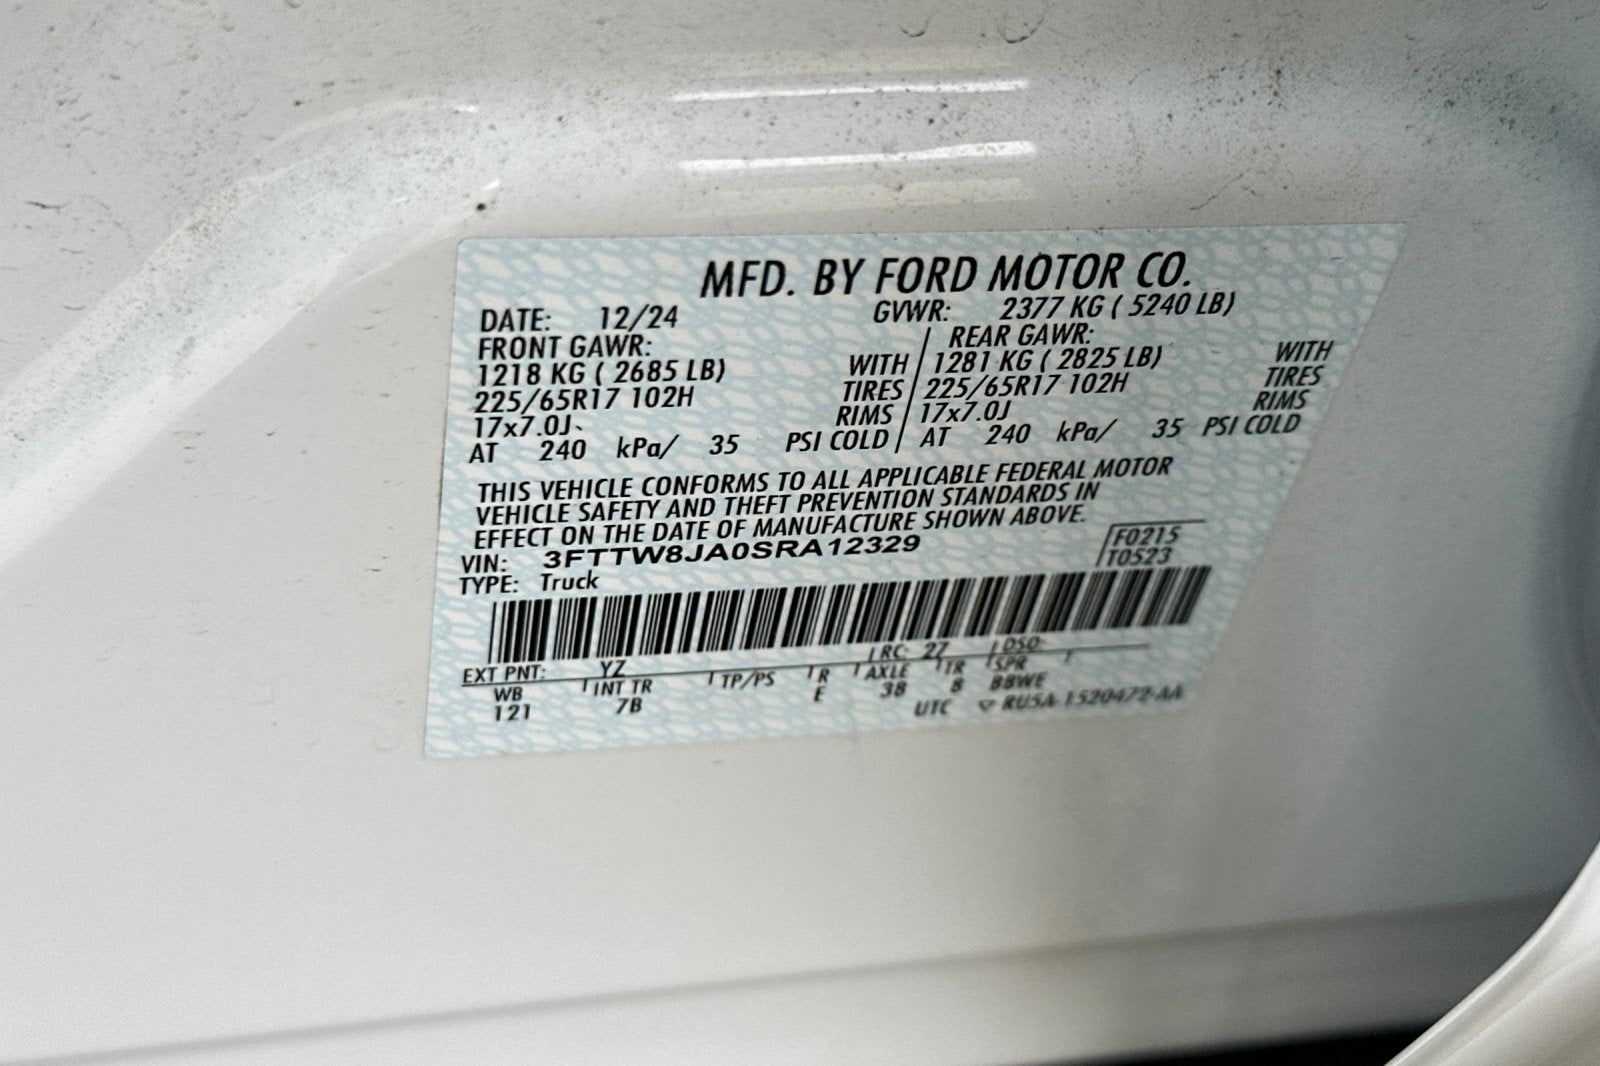 MFD. BY FORD MOTOR CO.
DATE: 12/24 GVWR: 2377 KG ( 5240 LB)
FRONT GAWR: REAR GAWR:
1218 KG ( 2685 LB) WITH 1281 KG ( 2825 LB) WITH
225/65R17 102H TIRES 225/65R17 102H TIRES
17x7.0J RIMS 17x7.0J RIMS
AT 240 kPa/ 35 PSI COLD AT 240 kPa/ 35 PSI COLD
THIS VEHICLE CONFORMS TO ALL APPLICABLE FEDERAL MOTOR
VEHICLE SAFETY AND THEFT PREVENTION STANDARDS IN
EFFECT ON THE DATE OF MANUFACTURE SHOWN ABOVE.
VIN: 3FTTW8JA0SRA12329 F0215
TYPE: Truck T0523
EXT PNT: YZ RC: 27 DSO:
WB INT TR TP/PS R AXLE TR SPR
121 7B E 38 8 BBWE
UTC RU5A-1520472-AA